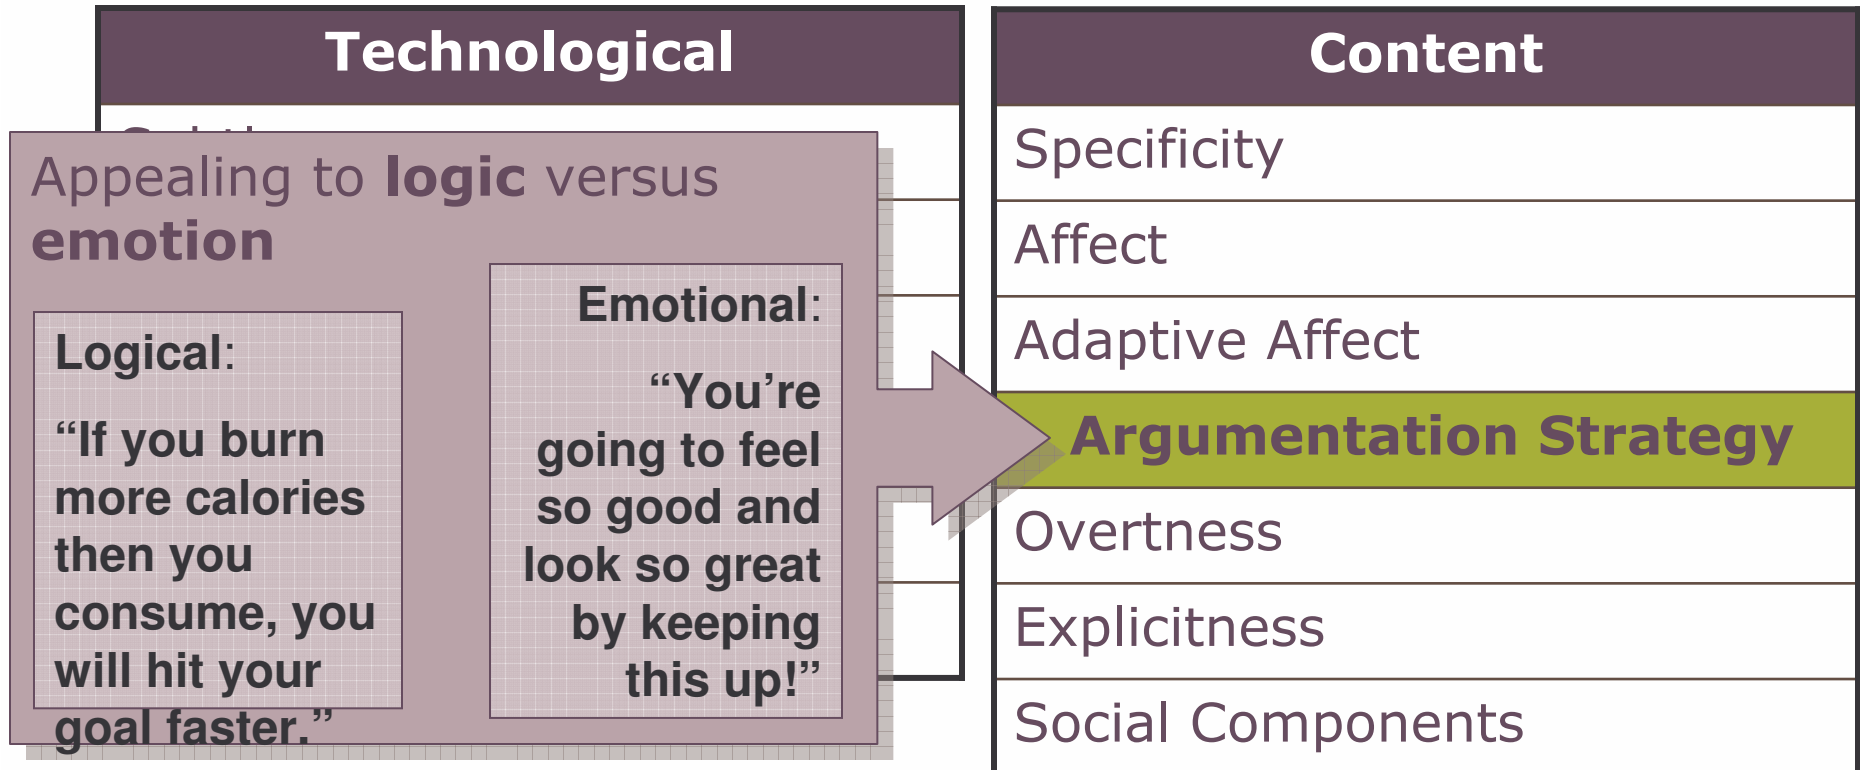 Technological
Appealing to logic versus
emotion
Logical:
“If you burn
more calories
then you
consume, you
will hit your
goal faster.”
Emotional:
“You’re
going to feel
so good and
look so great
by keeping
this up!”
Content
Specificity
Affect
Adaptive Affect
Argumentation Strategy
Overtness
Explicitness
Social Components